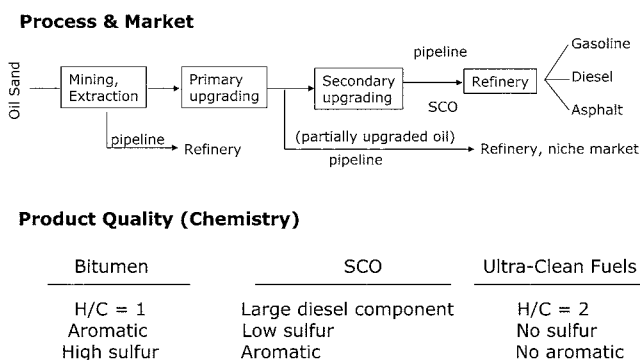 Process & Market
Oil Sand
Mining,
Extraction
Primary
upgrading
Secondary
upgrading
pipeline
SCO
Refinery
Gasoline
Diesel
Asphalt
pipeline
Refinery
(partially upgraded oil)
pipeline
Refinery, niche market
Product Quality (Chemistry)
Bitumen SCO Ultra-Clean Fuels
H/C = 1 Large diesel component H/C = 2
Aromatic Low sulfur No sulfur
High sulfur Aromatic No aromatic